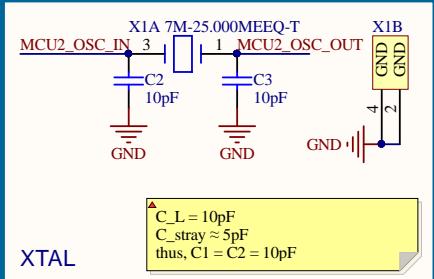 X1A 7M-25.000MEEQ-T
X1B
MCU2_OSC_IN
3
1
MCU2_OSC_OUT
GND
GND
C2
10pF
C3
10pF
4
2
GND
GND
GND
C_L = 10pF
C_stray ≈ 5pF
thus, C1 = C2 = 10pF
XTAL